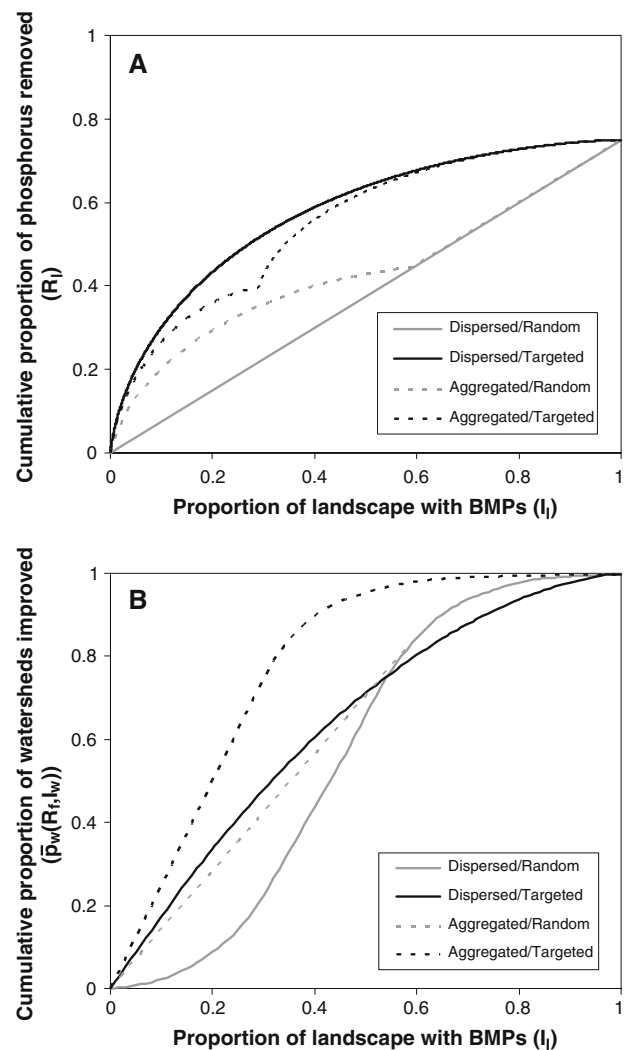 A
Cumulative proportion of phosphorus removed
(R_l)
1
0.8
0.6
0.4
0.2
0
Dispersed/Random
Dispersed/Targeted
Aggregated/Random
Aggregated/Targeted
0 0.2 0.4 0.6 0.8 1
Proportion of landscape with BMPs (I_l)
B
Cumulative proportion of watersheds improved
(p̄_w(R_f,I_w))
1
0.8
0.6
0.4
0.2
0
Dispersed/Random
Dispersed/Targeted
Aggregated/Random
Aggregated/Targeted
0 0.2 0.4 0.6 0.8 1
Proportion of landscape with BMPs (I_l)